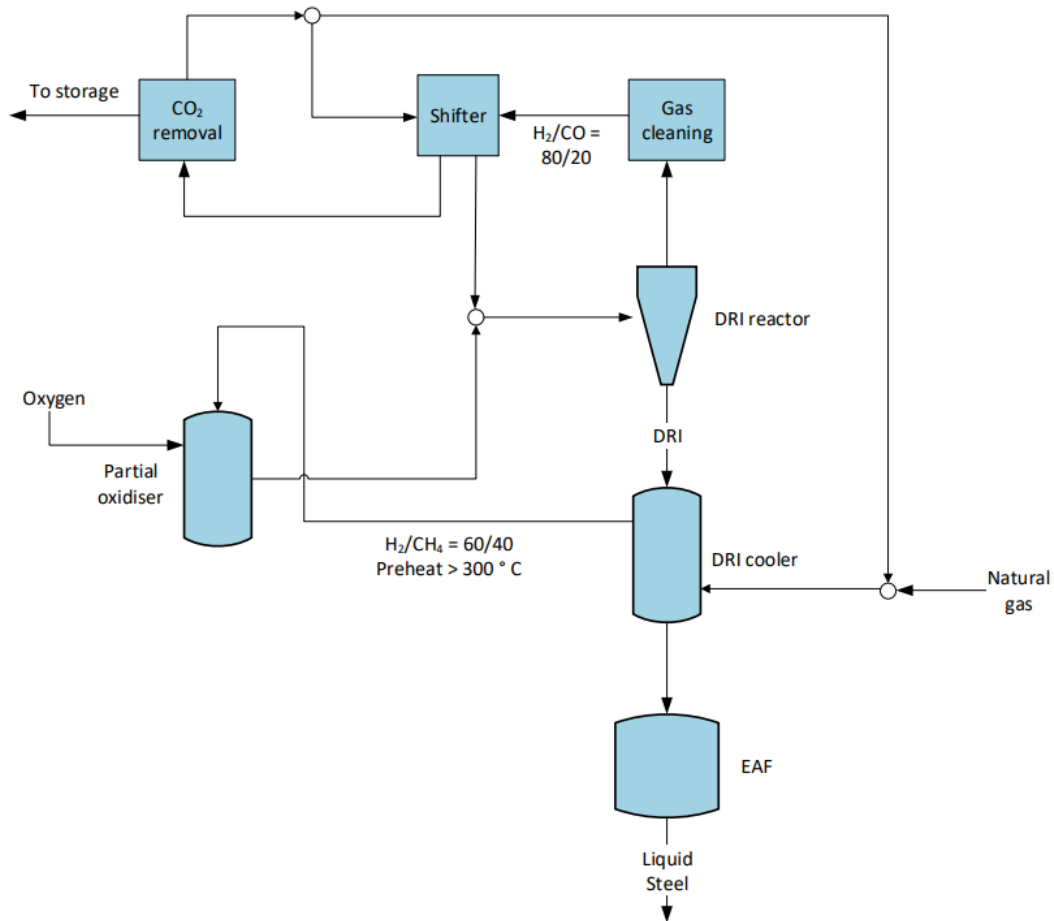 To storage
CO₂
removal
Shifter
H₂/CO =
80/20
Gas
cleaning
DRI reactor
Oxygen
Partial
oxidiser
DRI
H₂/CH₄ = 60/40
Preheat > 300 ° C
DRI cooler
Natural
gas
EAF
Liquid
Steel